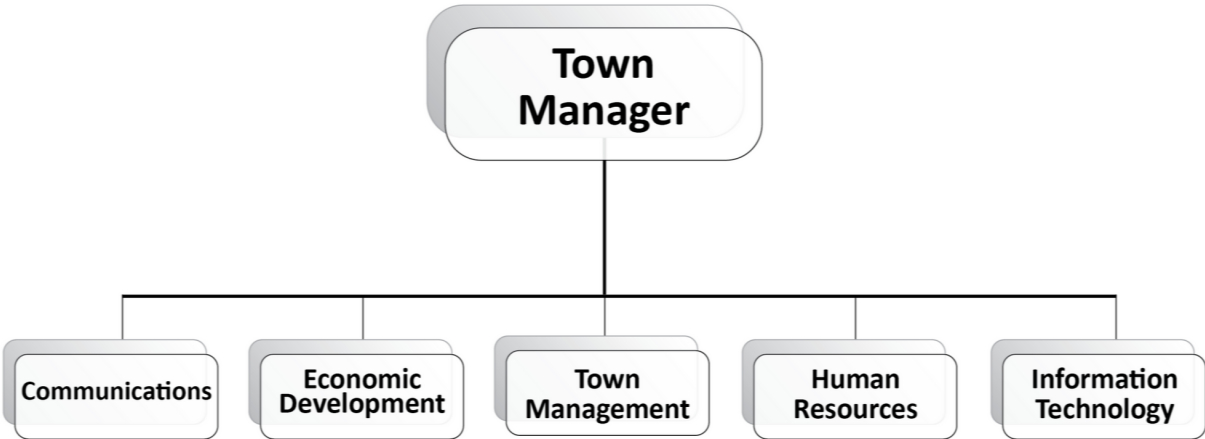 Town
Manager
Communications
Economic
Development
Town
Management
Human
Resources
Information
Technology